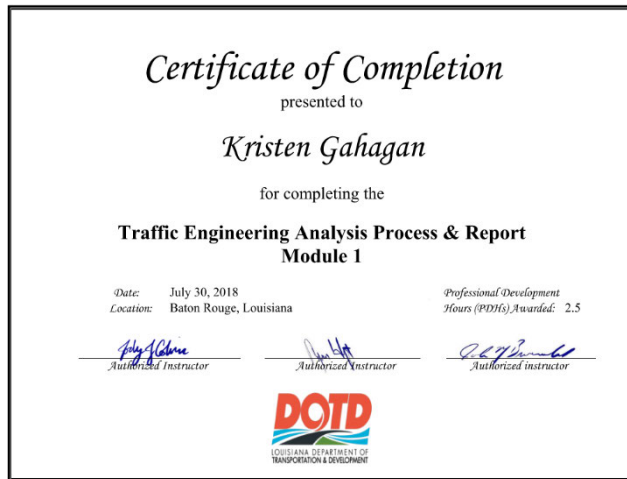 Certificate of Completion
presented to
Kristen Gahagan
for completing the
Traffic Engineering Analysis Process & Report
Module 1
Date: July 30, 2018
Location: Baton Rouge, Louisiana
Professional Development
Hours (PDHs) Awarded: 2.5
Authorized Instructor
Authorized Instructor
Authorized instructor
DOTD
LOUISIANA DEPARTMENT OF
TRANSPORTATION & DEVELOPMENT